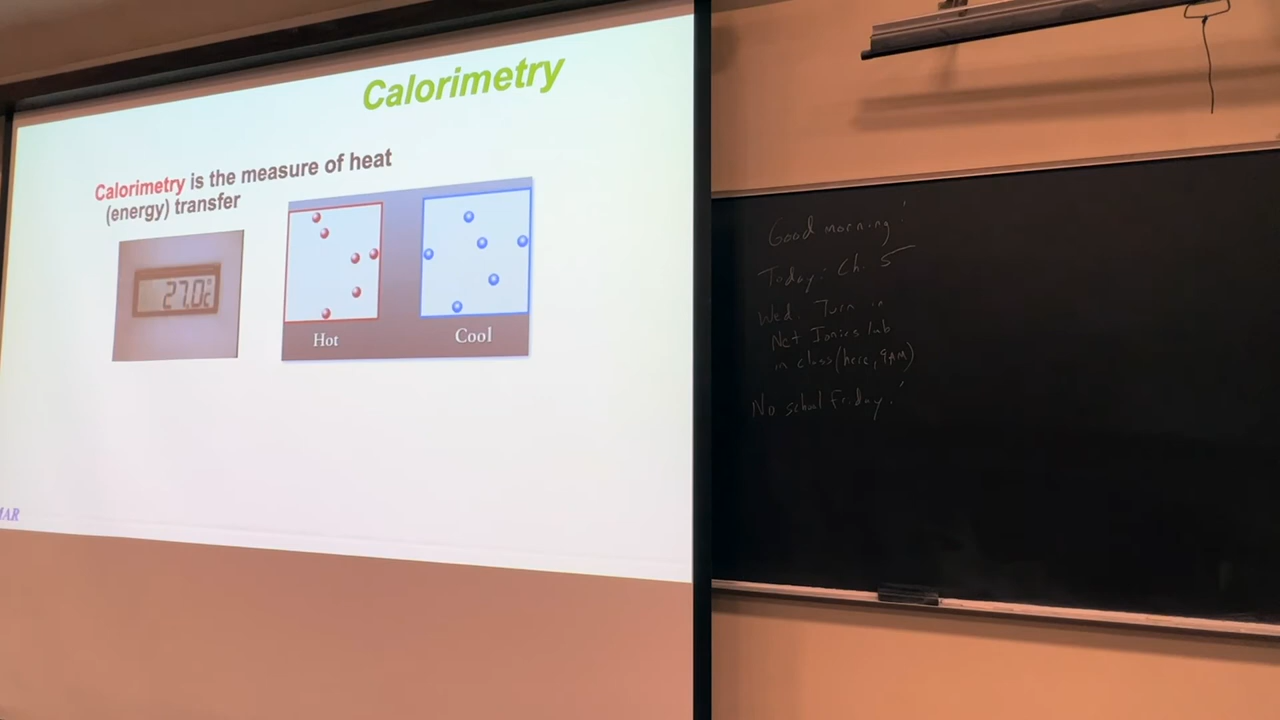 Calorimetry
Calorimetry is the measure of heat
(energy) transfer
27.0c
Hot
Cool
MAR
Good morning!
Today: Ch. 5
Wed. Turn in
Net Ionics lab
in class (here, 9AM)
No school Friday!